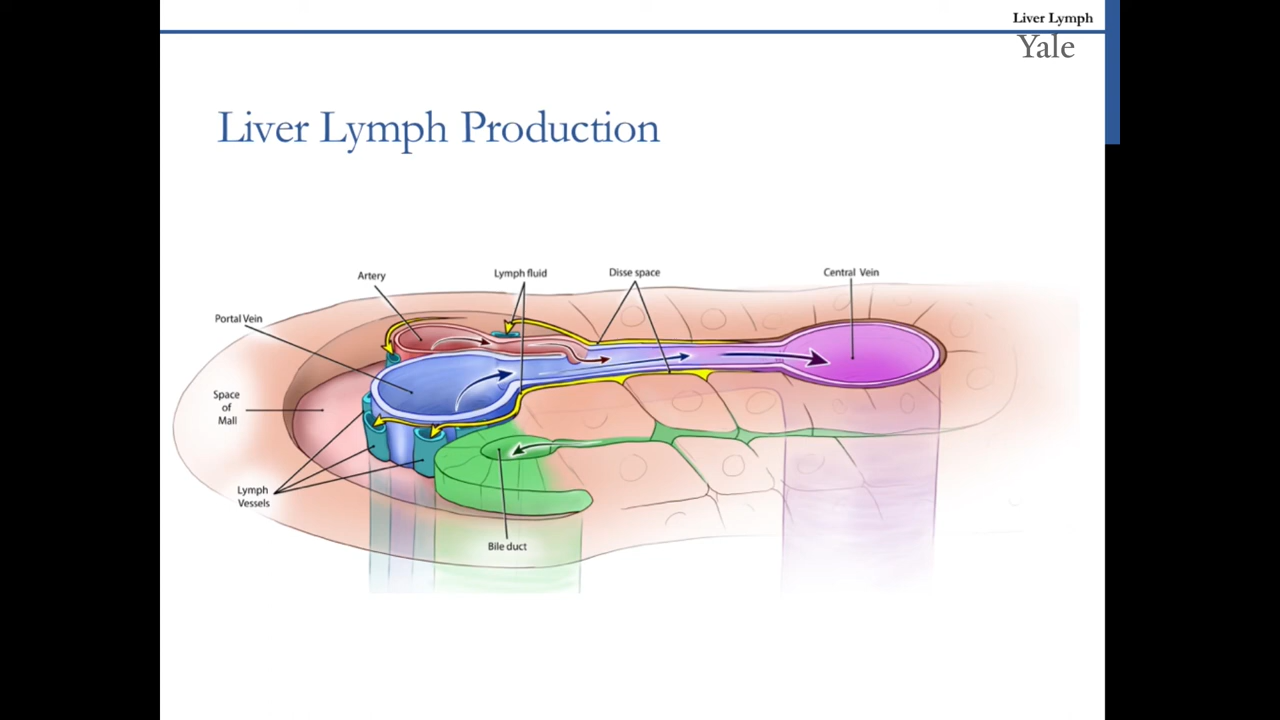 Liver Lymph
Yale
Liver Lymph Production
Artery
Lymph fluid
Disse space
Central Vein
Portal Vein
Space
of
Mall
Lymph
Vessels
Bile duct